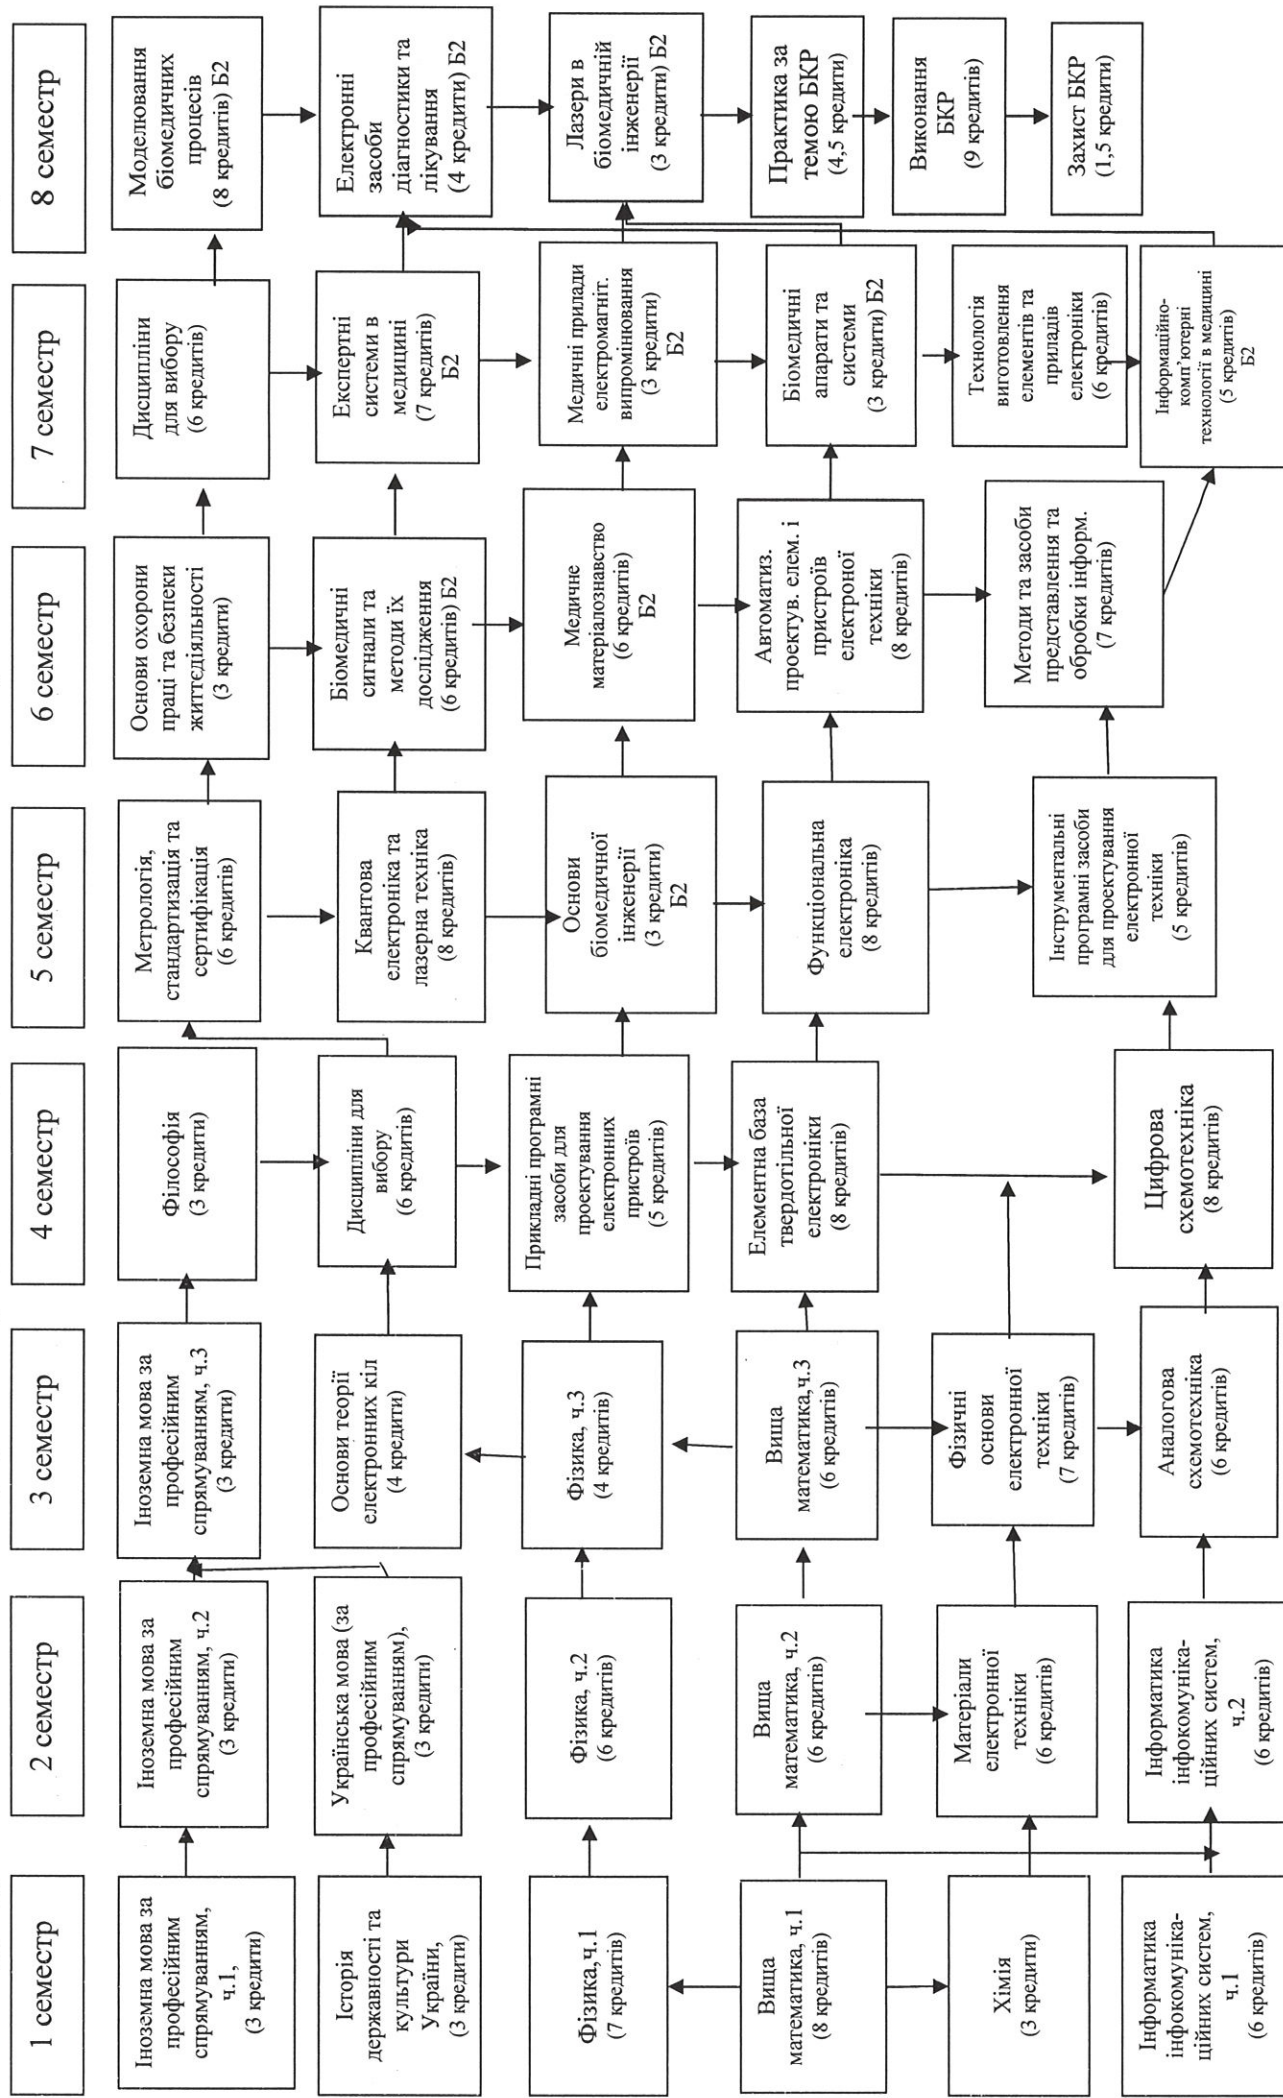 1 семестр
Іноземна мова за
професійним
спрямуванням,
ч.1,
(3 кредити)
Історія
державності та
культури
України,
(3 кредити)
Фізика,ч.1
(7 кредитів)
Вища
математика, ч.1
(8 кредитів)
Хімія
(3 кредити)
Інформатика
інфокомуніка-
ційних систем,
ч.1
(6 кредитів)
2 семестр
Іноземна мова за
професійним
спрямуванням, ч.2
(3 кредити)
Українська мова (за
професійним
спрямуванням),
(3 кредити)
Фізика, ч.2
(6 кредитів)
Вища
математика, ч.2
(6 кредитів)
Матеріали
електронної
техніки
(6 кредитів)
Інформатика
інфокомуніка-
ційних систем,
ч.2
(6 кредитів)
3 семестр
Іноземна мова за
професійним
спрямуванням, ч.3
(3 кредити)
Основи теорії
електронних кіл
(4 кредити)
Фізика, ч.3
(4 кредитів)
Вища
математика,ч.3
(6 кредитів)
Фізичні
основи
електронної
техніки
(7 кредитів)
Аналогова
схемотехніка
(6 кредитів)
4 семестр
Філософія
(3 кредити)
Дисципліни для
вибору
(6 кредитів)
Прикладні програмні
засоби для
проектування
електронних
пристроїв
(5 кредитів)
Елементна база
твердотільної
електроніки
(8 кредитів)
Цифрова
схемотехніка
(8 кредитів)
5 семестр
Метрологія,
стандартизація та
сертифікація
(6 кредитів)
Квантова
електроніка та
лазерна техніка
(8 кредитів)
Основи
біомедичної
інженерії
(3 кредити)
Б2
Функціональна
електроніка
(8 кредитів)
Інструментальні
програмні засоби
для проектування
електронної
техніки
(5 кредитів)
6 семестр
Основи охорони
праці та безпеки
життєдіяльності
(3 кредити)
Біомедичні
сигнали та
методи їх
дослідження
(6 кредитів) Б2
Медичне
матеріалознавство
(6 кредитів)
Б2
Автоматиз.
проектув. елем. і
пристроїв
електроної
техніки
(8 кредитів)
Методи та засоби
представлення та
обробки інформ.
(7 кредитів)
7 семестр
Дисципліни
для вибору
(6 кредитів)
Експертні
системи в
медицині
(7 кредитів)
Б2
Медичні прилади
електромагніт.
випромінювання
(3 кредити)
Б2
Біомедичні
апарати та
системи
(3 кредити) Б2
Технологія
виготовлення
елементів та
приладів
електроніки
(6 кредитів)
Інформаційно-
комп’ютерні
технології в медицині
(5 кредитів)
Б2
8 семестр
Моделювання
біомедичних
процесів
(8 кредитів) Б2
Електронні
засоби
діагностики та
лікування
(4 кредити) Б2
Лазери в
біомедичній
інженерії
(3 кредити) Б2
Практика за
темою БКР
(4,5 кредити)
Виконання
БКР
(9 кредитів)
Захист БКР
(1,5 кредити)